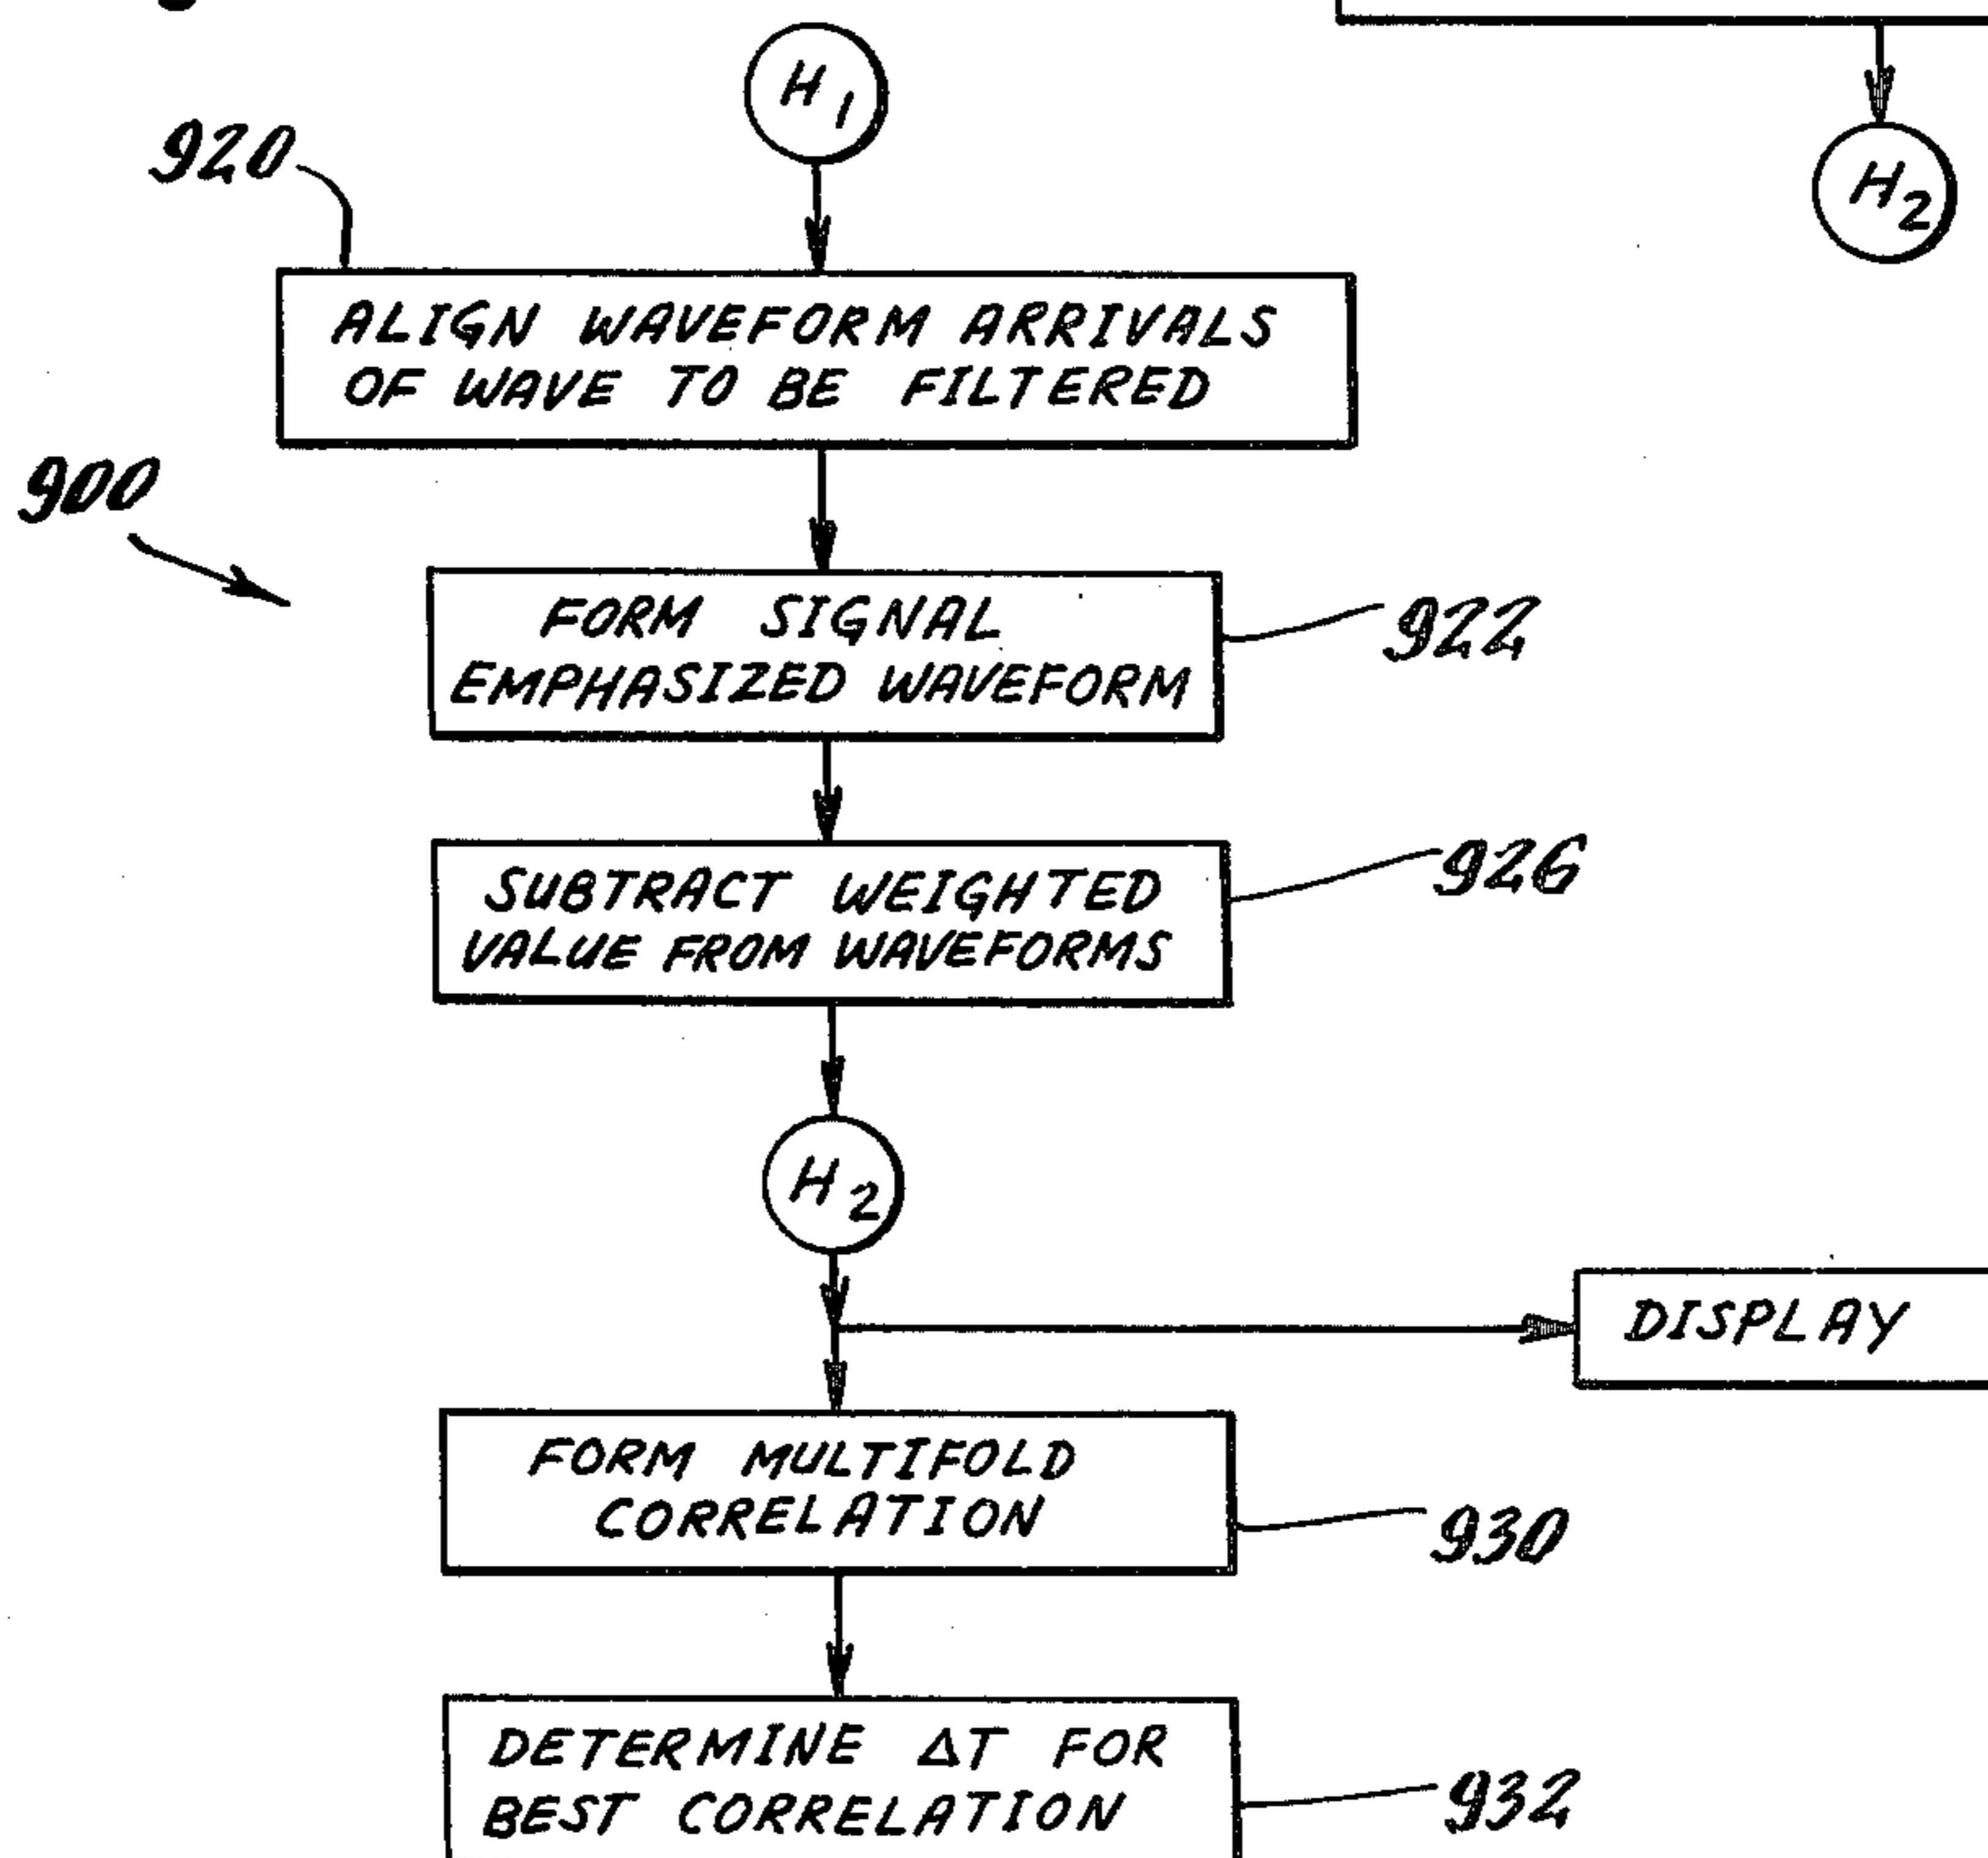 H1
H2
920
ALIGN WAVEFORM ARRIVALS
OF WAVE TO BE FILTERED
900
FORM SIGNAL
EMPHASIZED WAVEFORM
922
SUBTRACT WEIGHTED
VALUE FROM WAVEFORMS
926
H2
DISPLAY
FORM MULTIFOLD
CORRELATION
930
DETERMINE ΔT FOR
BEST CORRELATION
932